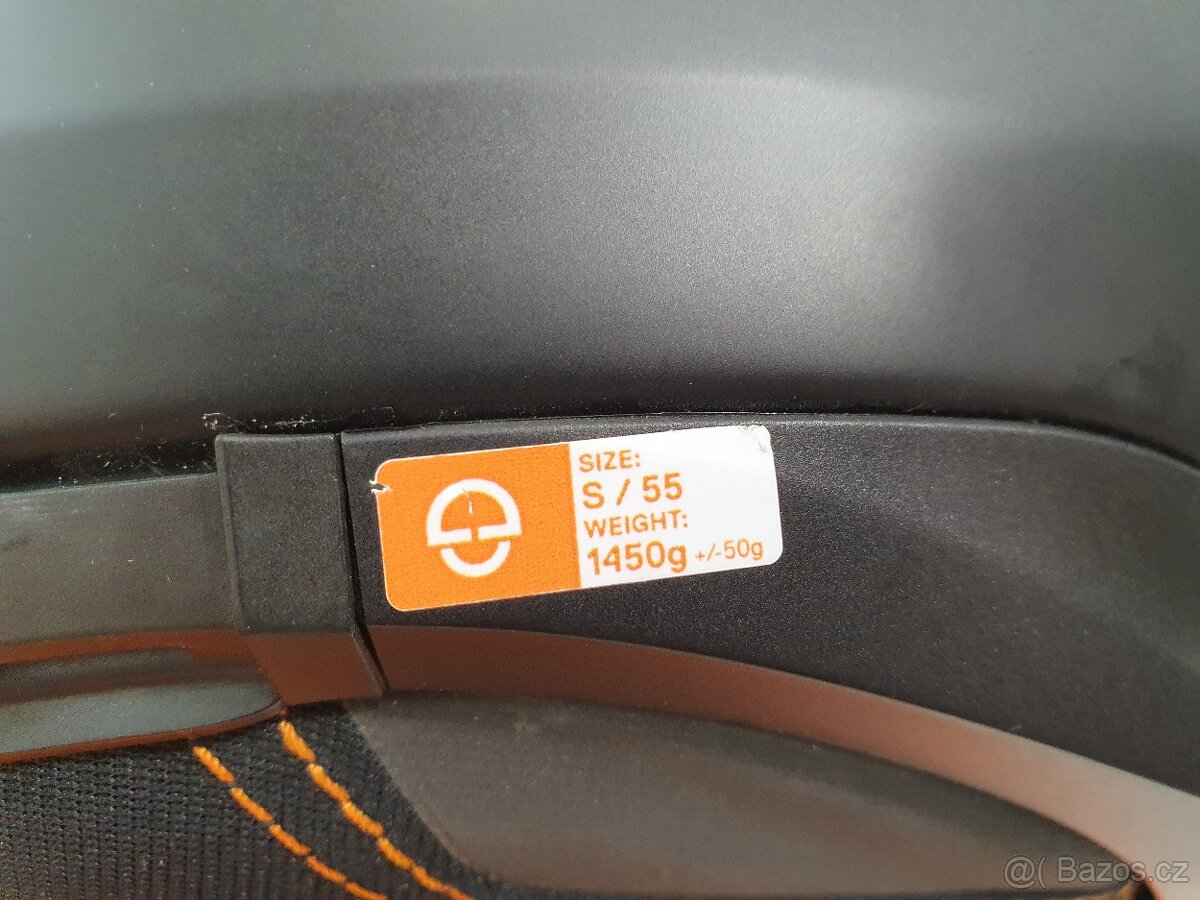 SIZE:
S / 55
WEIGHT:
1450g +/-50g
@( Bazos.cz